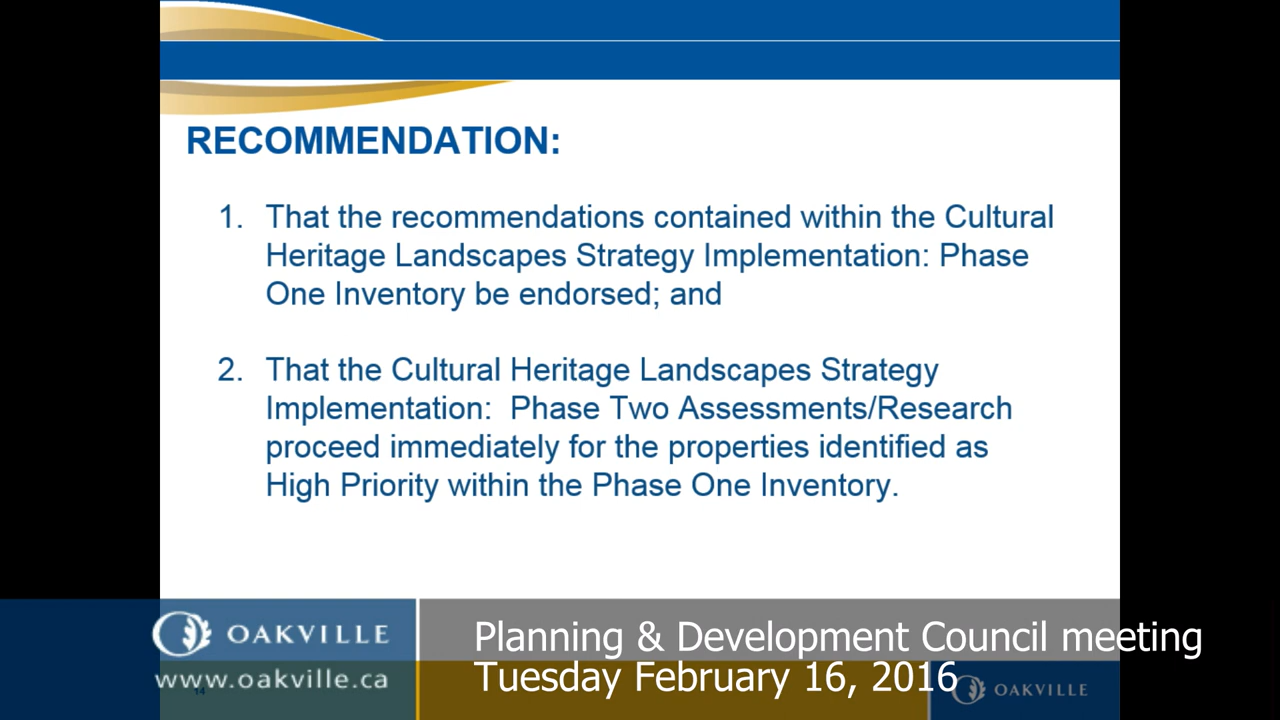 RECOMMENDATION:
1. That the recommendations contained within the Cultural
Heritage Landscapes Strategy Implementation: Phase
One Inventory be endorsed; and
2. That the Cultural Heritage Landscapes Strategy
Implementation:  Phase Two Assessments/Research
proceed immediately for the properties identified as
High Priority within the Phase One Inventory.
OAKVILLE
www.oakville.ca
14
Planning & Development Council meeting
Tuesday February 16, 2016
OAKVILLE